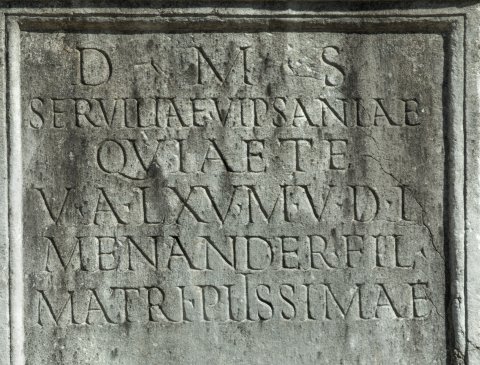 D · M · S
SERVILIAE VIPSANIAE
QVIAETE
V · A · LXV · M · V · D · I
MENANDER · FIL ·
MATRI · PIISSIMAE